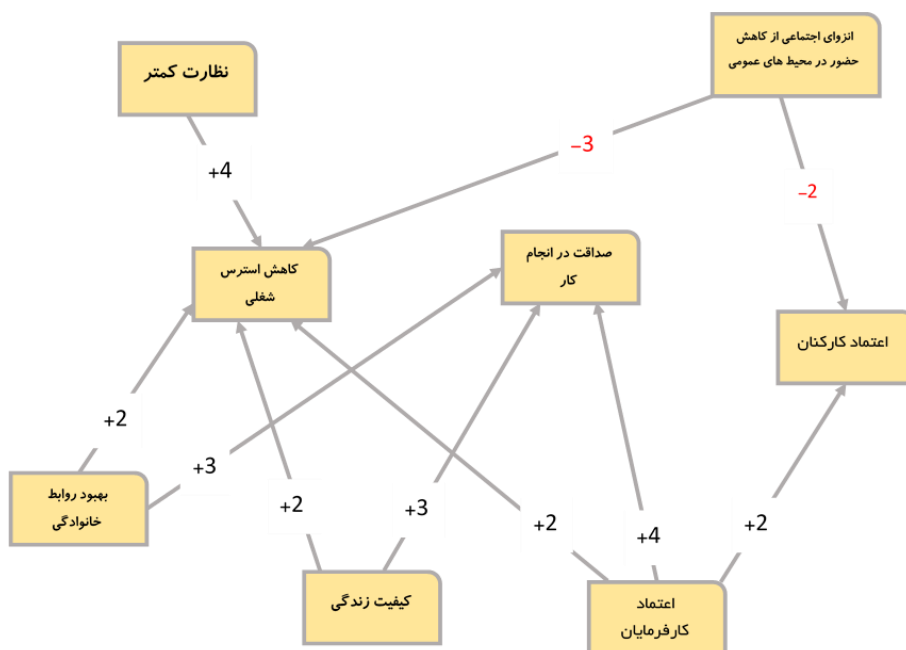 انزوای اجتماعی از کاهش
حضور در محیط های عمومی
نظارت کمتر
−3
+4
−2
کاهش استرس
شغلی
صداقت در انجام
کار
اعتماد کارکنان
+2
+3
بهبود روابط
خانوادگی
+2
+3
+2
+4
+2
کیفیت زندگی
اعتماد
کارفرمایان